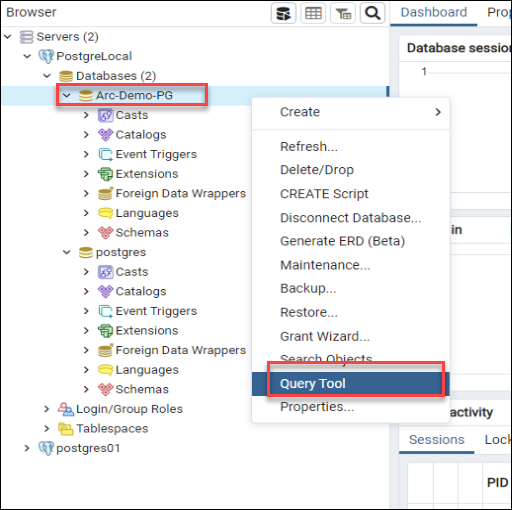 Browser
Dashboard
Prop
Servers (2)
PostgreLocal
Databases (2)
Arc-Demo-PG
Casts
Catalogs
Event Triggers
Extensions
Foreign Data Wrappers
Languages
Schemas
postgres
Casts
Catalogs
Event Triggers
Extensions
Foreign Data Wrappers
Languages
Schemas
Login/Group Roles
Tablespaces
postgres01
Create
Refresh...
Delete/Drop
CREATE Script
Disconnect Database...
Generate ERD (Beta)
Maintenance...
Backup...
Restore...
Grant Wizard...
Search Objects
Query Tool
Properties...
Database session
1
in
activity
Sessions
Lock
PID